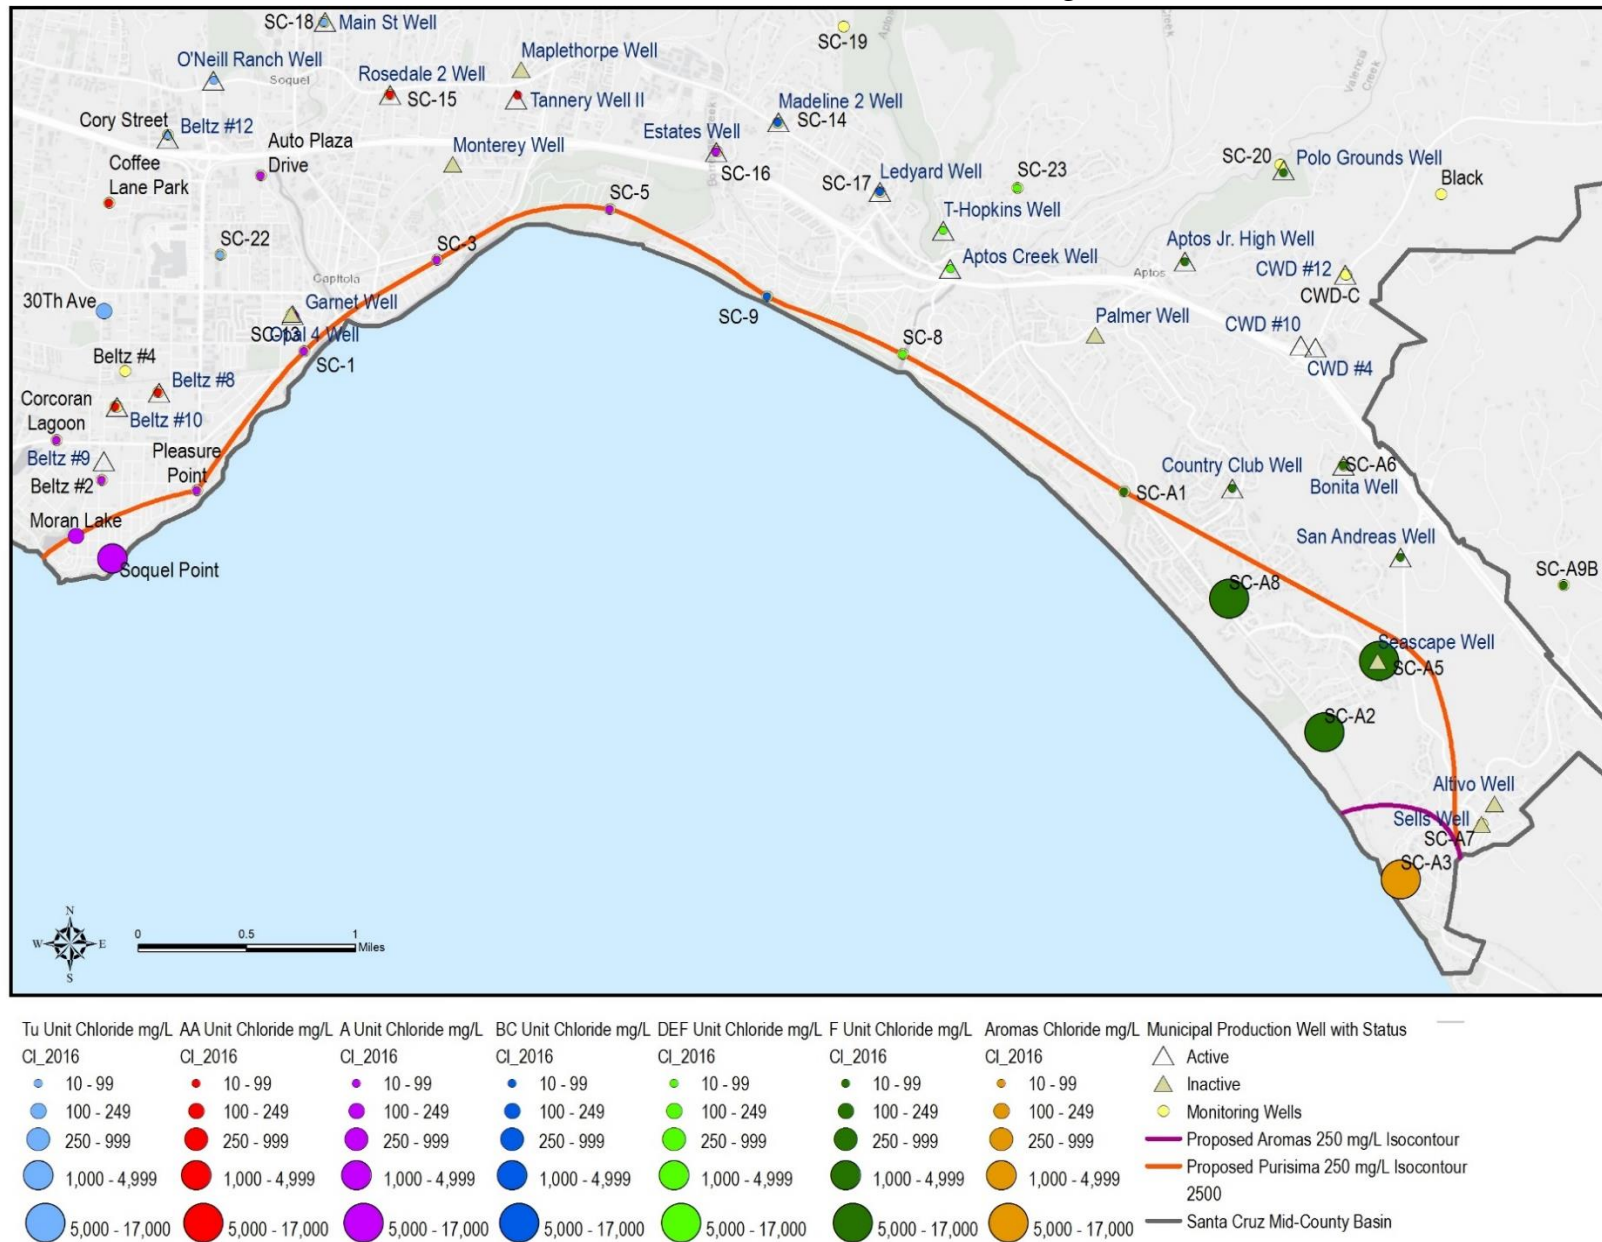 SC-18
Main St Well
SC-19
Aptos
Creek
Valencia
Creek
O'Neill Ranch Well
Soquel
Maplethorpe Well
Rosedale 2 Well
SC-15
Tannery Well II
Madeline 2 Well
SC-14
Cory Street
Beltz #12
Auto Plaza
Drive
Monterey Well
Estates Well
SC-16
Coffee
Lane Park
SC-17
Ledyard Well
SC-23
SC-20
Polo Grounds Well
Black
SC-5
T-Hopkins Well
SC-22
SC-3
Aptos Creek Well
Aptos Jr. High Well
Aptos
CWD #12
CWD-C
Capitola
30Th Ave
Garnet Well
SC-13
Opal 4 Well
SC-1
SC-9
SC-8
Palmer Well
CWD #10
CWD #4
Beltz #4
Beltz #8
Beltz #10
Corcoran
Lagoon
Pleasure
Point
Beltz #9
Beltz #2
Moran Lake
Soquel Point
Country Club Well
SC-A6
Bonita Well
SC-A1
San Andreas Well
SC-A9B
SC-A8
Seascape Well
SC-A5
SC-A2
Altivo Well
Sells Well
SC-A7
SC-A3
N
W
E
S
0
0.5
1
Miles
Tu Unit Chloride mg/L
Cl_2016
10 - 99
100 - 249
250 - 999
1,000 - 4,999
5,000 - 17,000
AA Unit Chloride mg/L
Cl_2016
10 - 99
100 - 249
250 - 999
1,000 - 4,999
5,000 - 17,000
A Unit Chloride mg/L
Cl_2016
10 - 99
100 - 249
250 - 999
1,000 - 4,999
5,000 - 17,000
BC Unit Chloride mg/L
Cl_2016
10 - 99
100 - 249
250 - 999
1,000 - 4,999
5,000 - 17,000
DEF Unit Chloride mg/L
Cl_2016
10 - 99
100 - 249
250 - 999
1,000 - 4,999
5,000 - 17,000
F Unit Chloride mg/L
Cl_2016
10 - 99
100 - 249
250 - 999
1,000 - 4,999
5,000 - 17,000
Aromas Chloride mg/L
Cl_2016
10 - 99
100 - 249
250 - 999
1,000 - 4,999
5,000 - 17,000
Municipal Production Well with Status
Active
Inactive
Monitoring Wells
Proposed Aromas 250 mg/L Isocontour
Proposed Purisima 250 mg/L Isocontour
2500
Santa Cruz Mid-County Basin